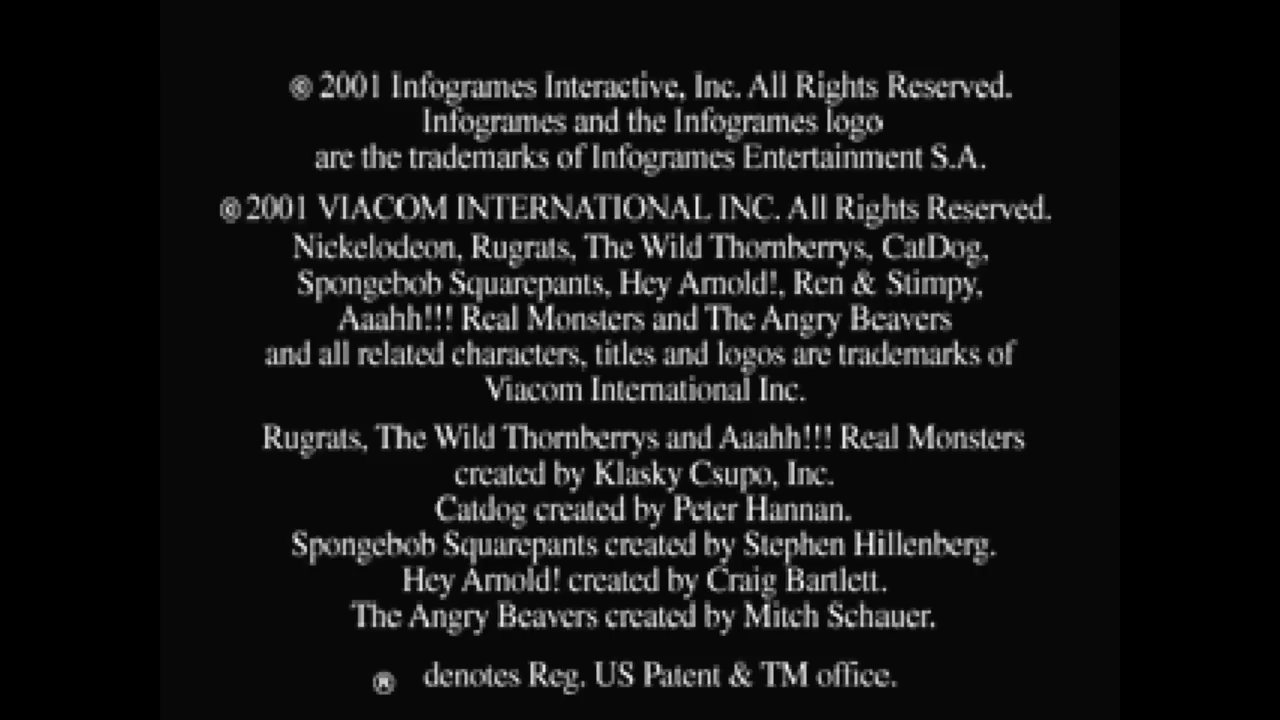 ® 2001 Infogrames Interactive, Inc. All Rights Reserved.
Infogrames and the Infogrames logo
are the trademarks of Infogrames Entertainment S.A.
®2001 VIACOM INTERNATIONAL INC. All Rights Reserved.
Nickelodeon, Rugrats, The Wild Thornberrys, CatDog,
Spongebob Squarepants, Hey Arnold!, Ren & Stimpy,
Aaahh!!! Real Monsters and The Angry Beavers
and all related characters, titles and logos are trademarks of
Viacom International Inc.
Rugrats, The Wild Thornberrys and Aaahh!!! Real Monsters
created by Klasky Csupo, Inc.
Catdog created by Peter Hannan.
Spongebob Squarepants created by Stephen Hillenberg.
Hey Arnold! created by Craig Bartlett.
The Angry Beavers created by Mitch Schauer.
® denotes Reg. US Patent & TM office.